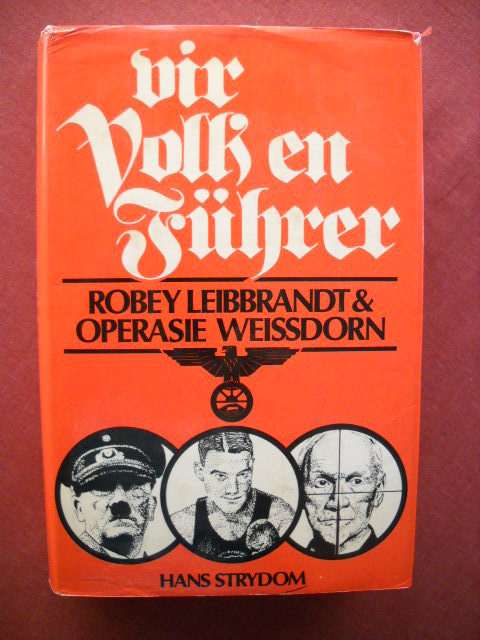 vir
Volk en
Führer
ROBEY LEIBBRANDT &
OPERASIE WEISSDORN
HANS STRYDOM